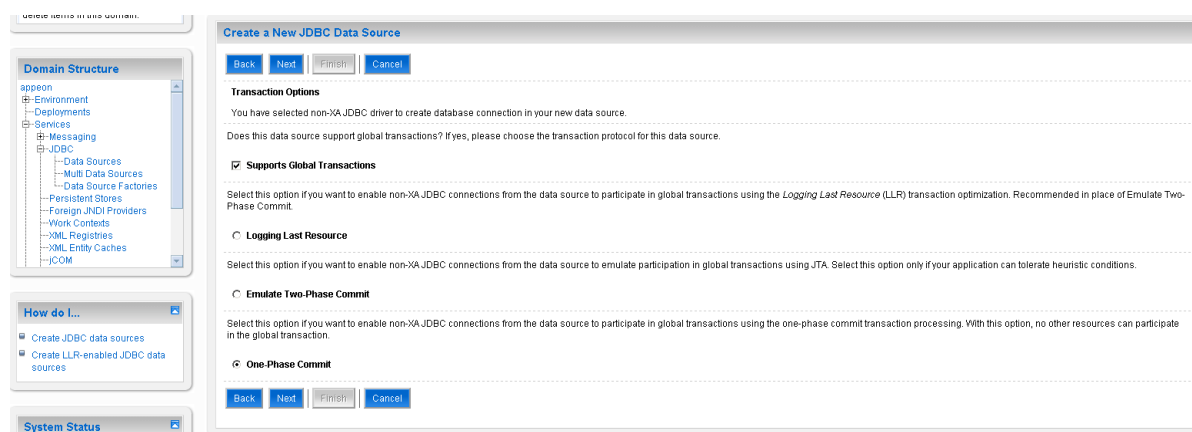 delete items in this domain.
Domain Structure
appeon
Environment
Deployments
Services
Messaging
JDBC
Data Sources
Multi Data Sources
Data Source Factories
Persistent Stores
Foreign JNDI Providers
Work Contexts
XML Registries
XML Entity Caches
jCOM
How do I...
Create JDBC data sources
Create LLR-enabled JDBC data
sources
System Status
Create a New JDBC Data Source
Back Next Finish Cancel
Transaction Options
You have selected non-XA JDBC driver to create database connection in your new data source.
Does this data source support global transactions? If yes, please choose the transaction protocol for this data source.
Supports Global Transactions
Select this option if you want to enable non-XA JDBC connections from the data source to participate in global transactions using the Logging Last Resource (LLR) transaction optimization. Recommended in place of Emulate Two-
Phase Commit.
Logging Last Resource
Select this option if you want to enable non-XA JDBC connections from the data source to emulate participation in global transactions using JTA. Select this option only if your application can tolerate heuristic conditions.
Emulate Two-Phase Commit
Select this option if you want to enable non-XA JDBC connections from the data source to participate in global transactions using the one-phase commit transaction processing. With this option, no other resources can participate
in the global transaction.
One-Phase Commit
Back Next Finish Cancel